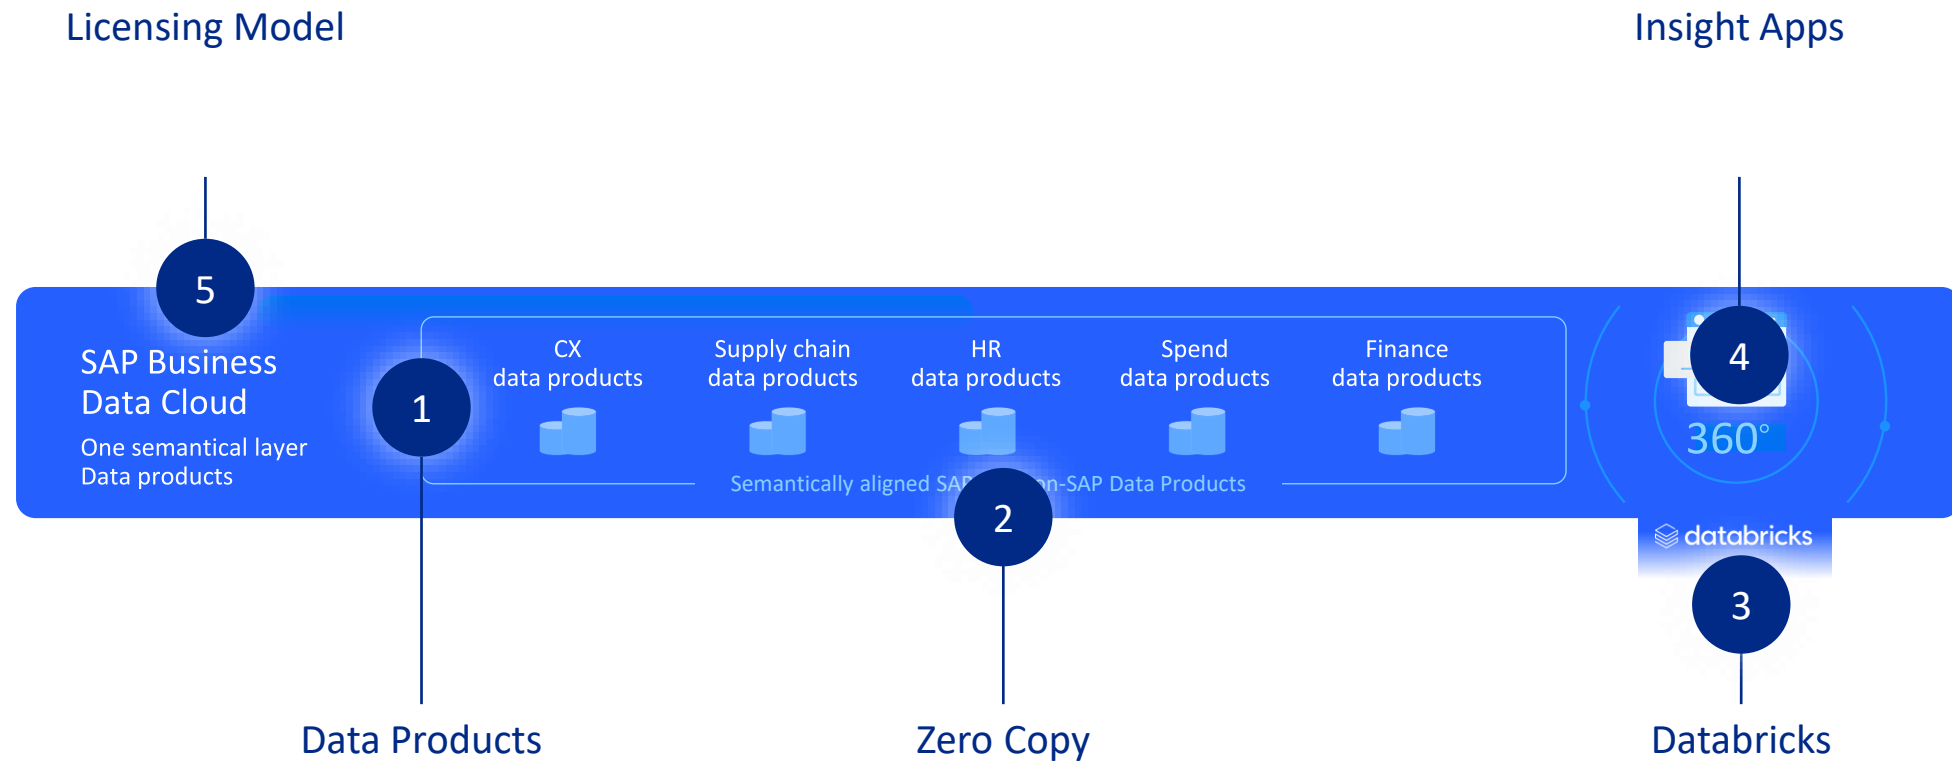 Licensing Model
Insight Apps
5
4
SAP Business
Data Cloud
One semantical layer
Data products
1
CX
data products
Supply chain
data products
HR
data products
Spend
data products
Finance
data products
Semantically aligned SAP
Data Products
360°
2
databricks
3
Data Products
Zero Copy
Databricks